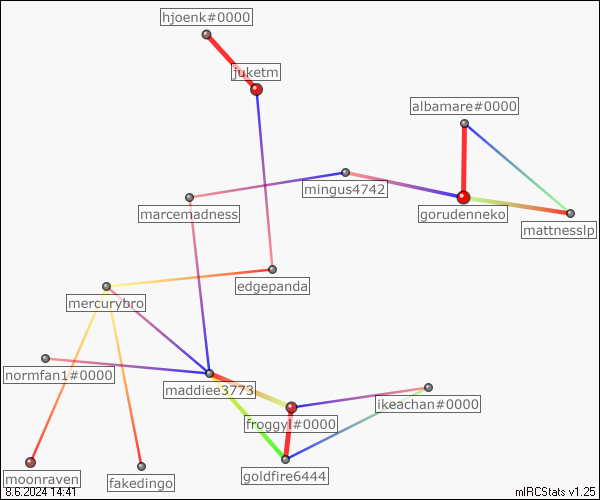 hjoenk#0000
juketm
albamare#0000
mingus4742
marcemadness
gorudenneko
mattnesslp
edgepanda
mercurybro
normfan1#0000
maddiee3773
ikeachan#0000
froggyl#0000
moonraven
fakedingo
goldfire6444
8.6.2024 14:41
mIRCStats v1.25